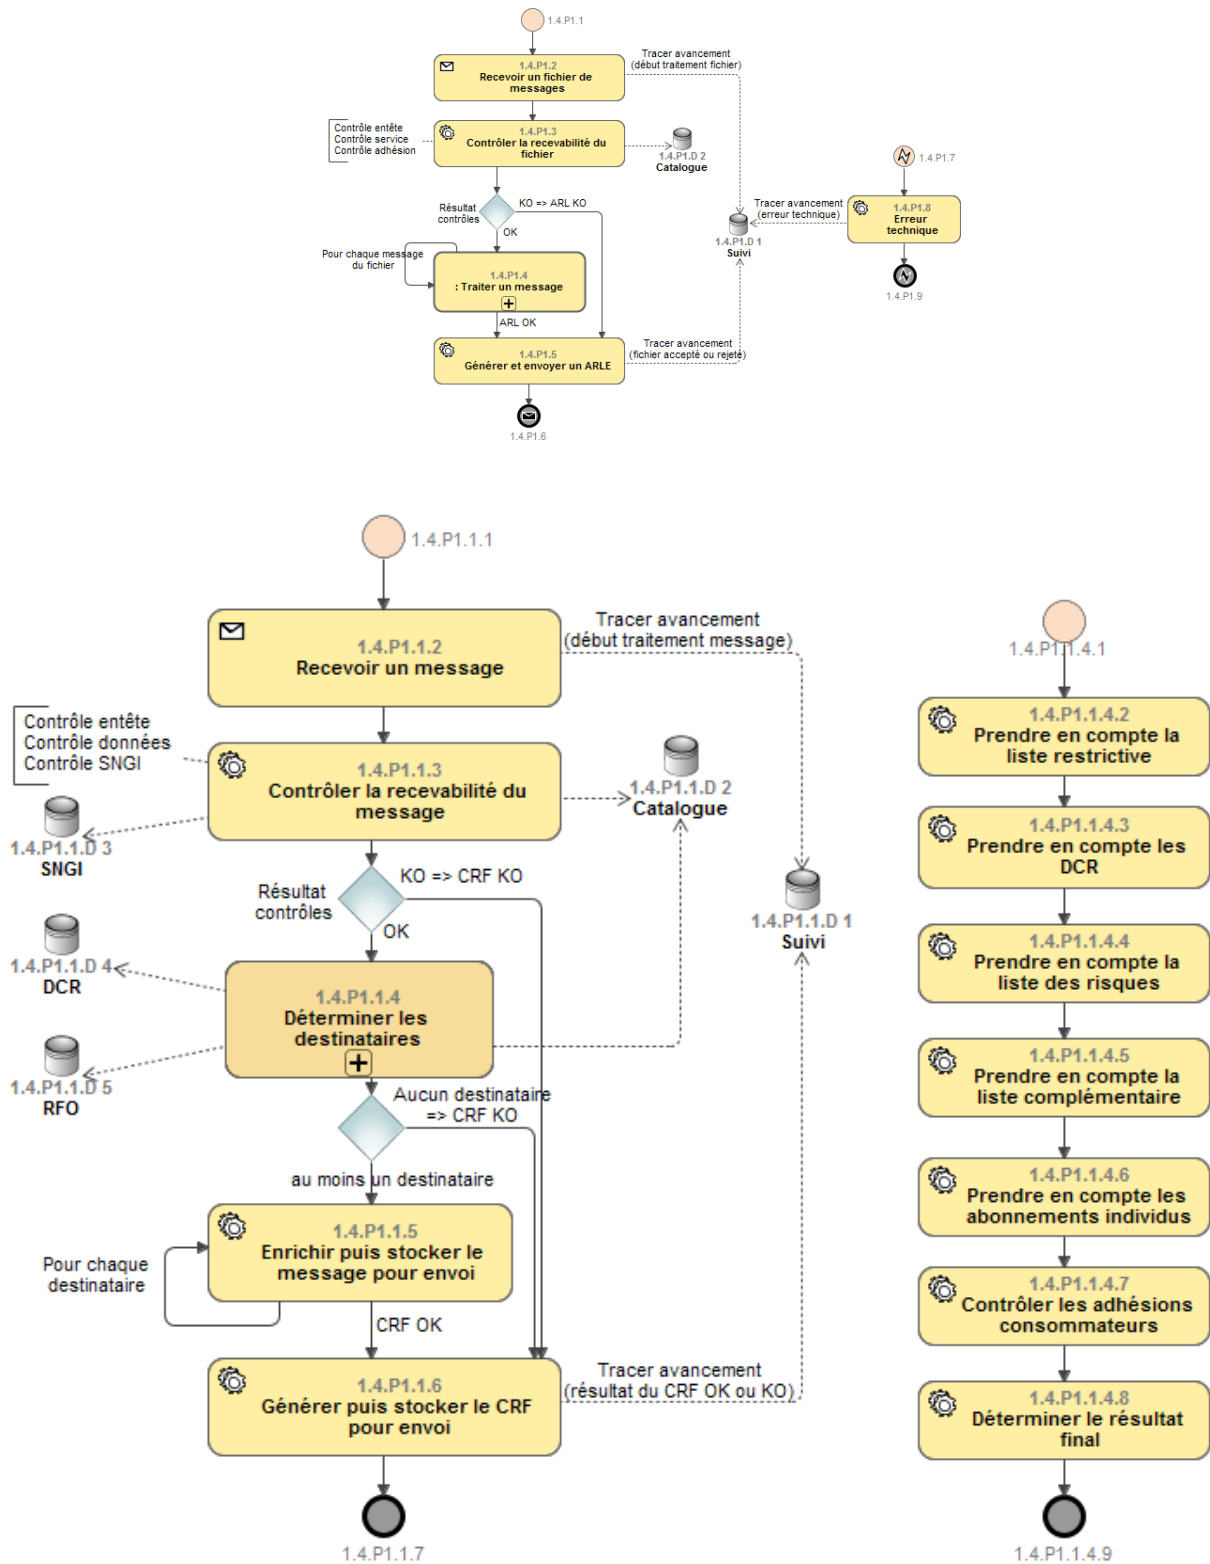 1.4.P1.1
1.4.P1.2
Recevoir un fichier de
messages
Tracer avancement
(début traitement fichier)
Contrôle entête
Contrôle service
Contrôle adhésion
1.4.P1.3
Contrôler la recevabilité du
fichier
1.4.P1.D 2
Catalogue
1.4.P1.7
Résultat
contrôles
KO => ARL KO
OK
Tracer avancement
(erreur technique)
1.4.P1.8
Erreur
technique
1.4.P1.D 1
Suivi
Pour chaque message
du fichier
1.4.P1.4
: Traiter un message
1.4.P1.9
ARL OK
1.4.P1.5
Générer et envoyer un ARLE
Tracer avancement
(fichier accepté ou rejeté)
1.4.P1.6
1.4.P1.1.1
1.4.P1.1.2
Recevoir un message
Tracer avancement
(début traitement message)
Contrôle entête
Contrôle données
Contrôle SNGI
1.4.P1.1.3
Contrôler la recevabilité du
message
1.4.P1.1.D 2
Catalogue
1.4.P1.1.D 3
SNGI
Résultat
contrôles
KO => CRF KO
OK
1.4.P1.1.D 1
Suivi
1.4.P1.1.D 4
DCR
1.4.P1.1.4
Déterminer les
destinataires
1.4.P1.1.D 5
RFO
Aucun destinataire
=> CRF KO
au moins un destinataire
1.4.P1.1.5
Enrichir puis stocker le
message pour envoi
Pour chaque
destinataire
CRF OK
1.4.P1.1.6
Générer puis stocker le CRF
pour envoi
Tracer avancement
(résultat du CRF OK ou KO)
1.4.P1.1.7
1.4.P1.1.4.1
1.4.P1.1.4.2
Prendre en compte la
liste restrictive
1.4.P1.1.4.3
Prendre en compte les
DCR
1.4.P1.1.4.4
Prendre en compte la
liste des risques
1.4.P1.1.4.5
Prendre en compte la
liste complémentaire
1.4.P1.1.4.6
Prendre en compte les
abonnements individus
1.4.P1.1.4.7
Contrôler les adhésions
consommateurs
1.4.P1.1.4.8
Déterminer le résultat
final
1.4.P1.1.4.9